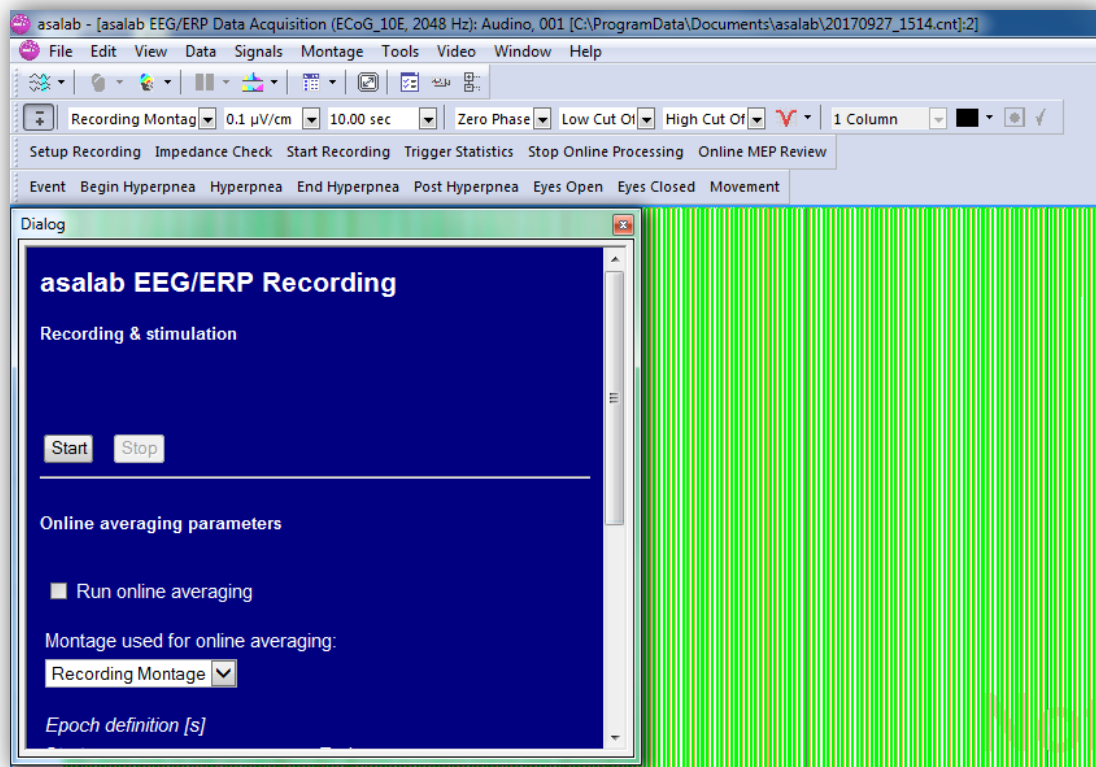 asalab - [asalab EEG/ERP Data Acquisition (ECoG_10E, 2048 Hz): Audino, 001 [C:\ProgramData\Documents\asalab\20170927_1514.cnt]:2]
File Edit View Data Signals Montage Tools Video Window Help
Recording Montag 0.1 µV/cm 10.00 sec Zero Phase Low Cut Of High Cut Of 1 Column
Setup Recording Impedance Check Start Recording Trigger Statistics Stop Online Processing Online MEP Review
Event Begin Hyperpnea Hyperpnea End Hyperpnea Post Hyperpnea Eyes Open Eyes Closed Movement
Dialog
asalab EEG/ERP Recording
Recording & stimulation
Start Stop
Online averaging parameters
Run online averaging
Montage used for online averaging:
Recording Montage
Epoch definition [s]